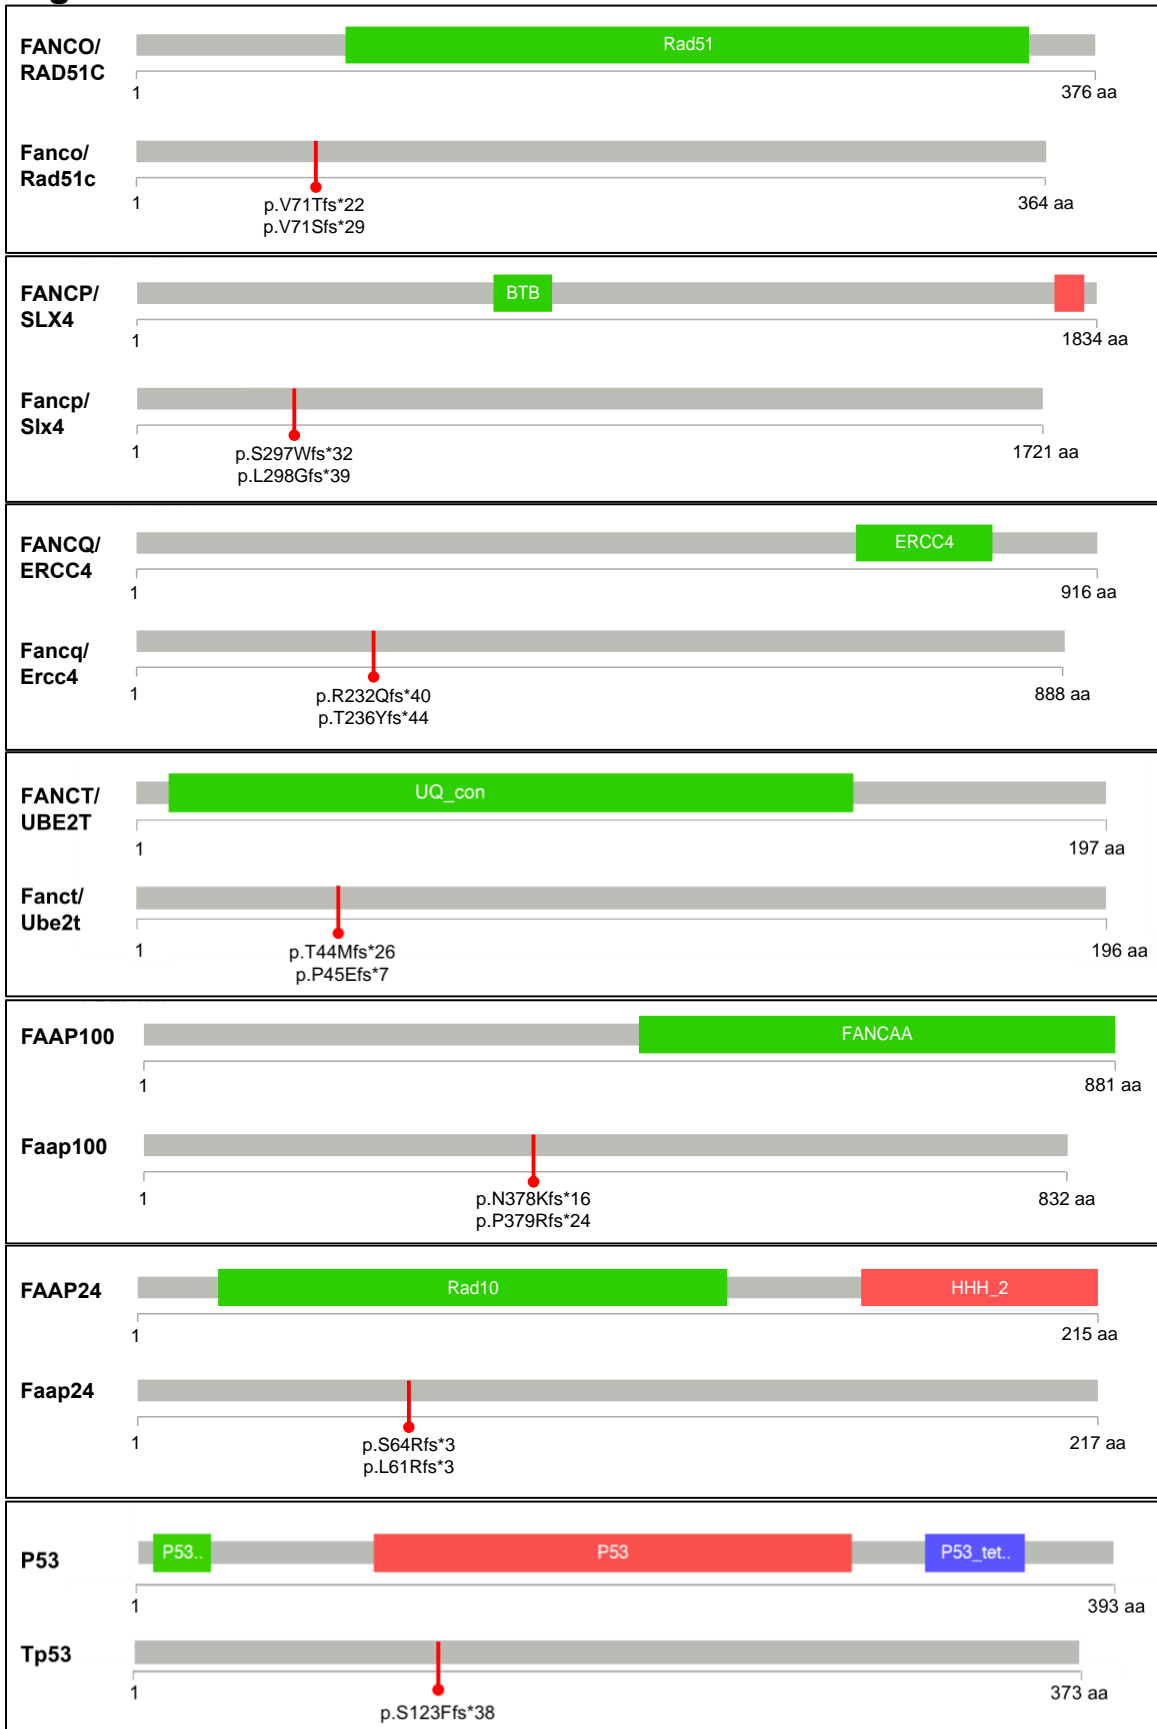 FANCO/
RAD51C
Rad51
1
376 aa
Fanco/
Rad51c
1
364 aa
p.V71Tfs*22
p.V71Sfs*29
FANCP/
SLX4
BTB
1
1834 aa
Fancp/
Slx4
1
1721 aa
p.S297Wfs*32
p.L298Gfs*39
FANCQ/
ERCC4
ERCC4
1
916 aa
Fancq/
Ercc4
1
888 aa
p.R232Qfs*40
p.T236Yfs*44
FANCT/
UBE2T
UQ_con
1
197 aa
Fanct/
Ube2t
1
196 aa
p.T44Mfs*26
p.P45Efs*7
FAAP100
FANCAA
1
881 aa
Faap100
1
832 aa
p.N378Kfs*16
p.P379Rfs*24
FAAP24
Rad10
HHH_2
1
215 aa
Faap24
1
217 aa
p.S64Rfs*3
p.L61Rfs*3
P53
P53..
P53
P53_tet..
1
393 aa
Tp53
1
373 aa
p.S123Ffs*38